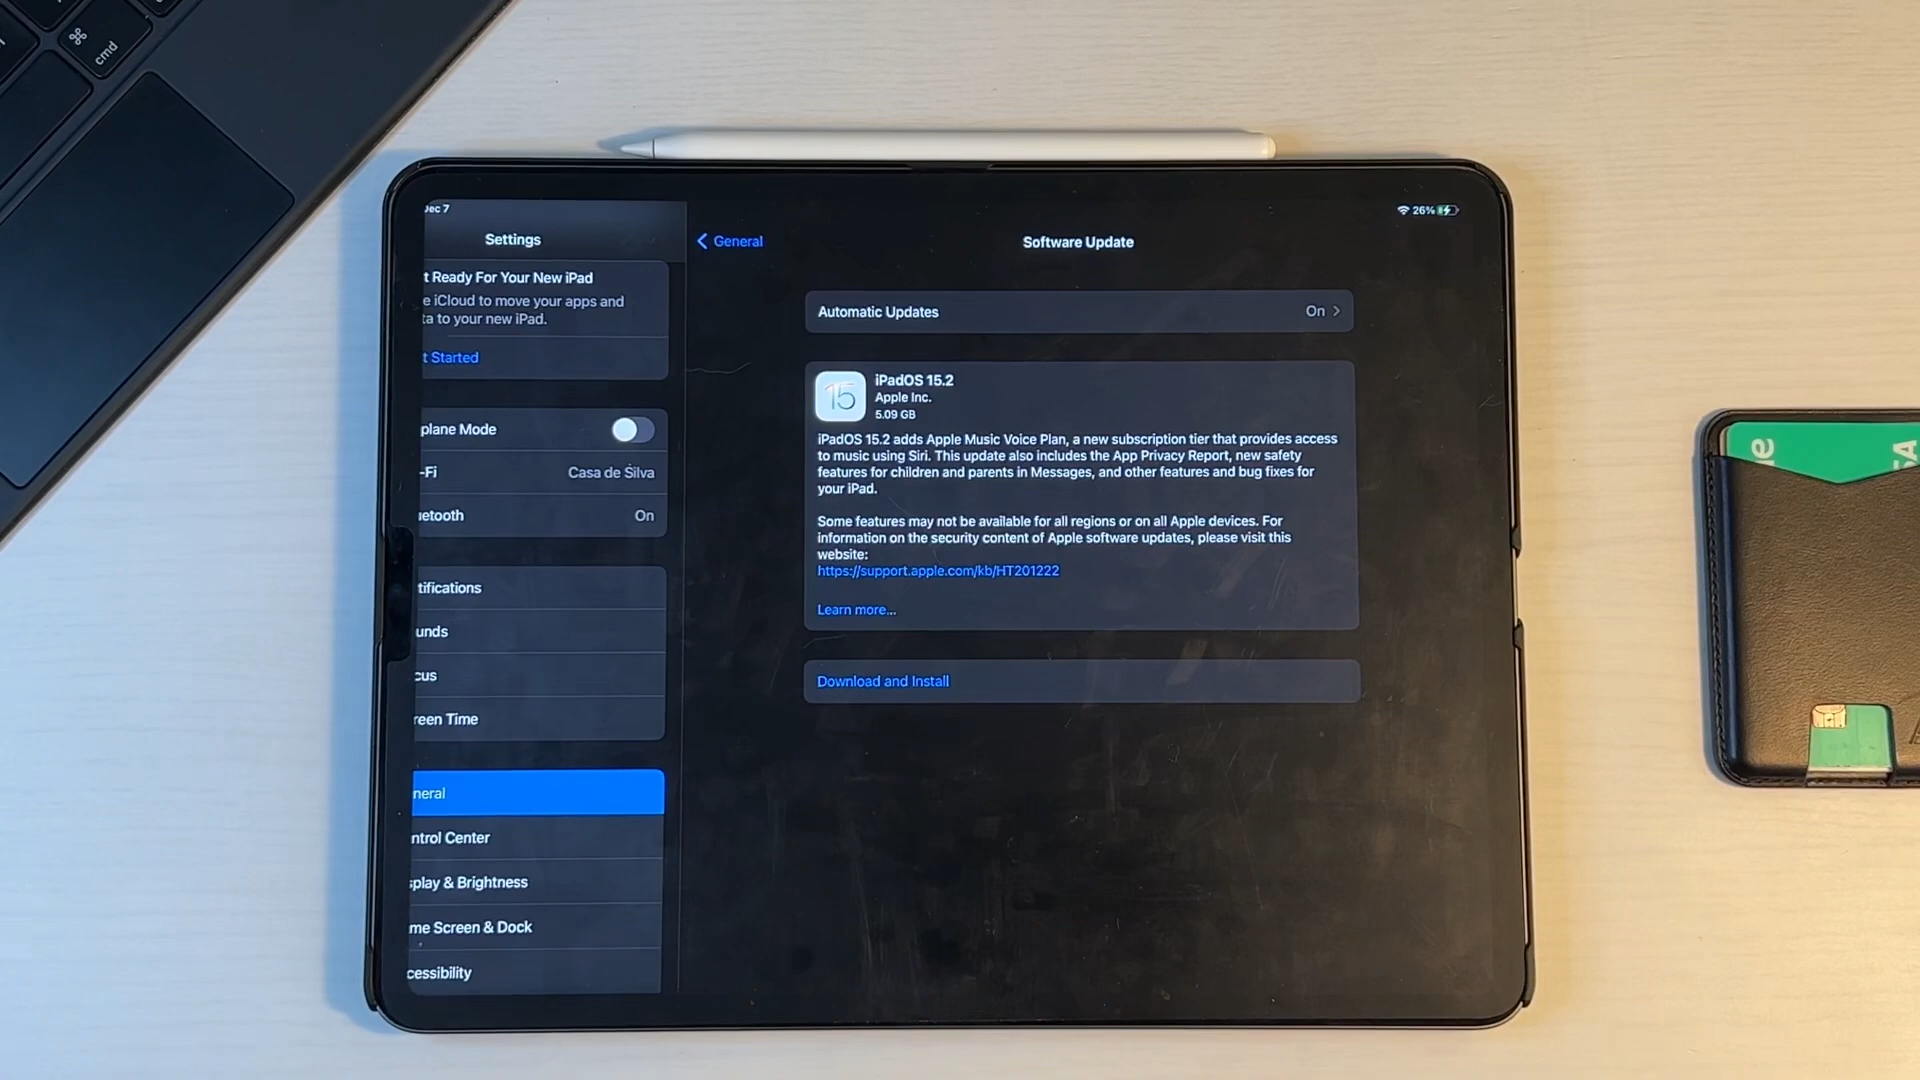 cmd
ec 7
26%
Settings
General
Software Update
t Ready For Your New iPad
e iCloud to move your apps and
ta to your new iPad.
t Started
plane Mode
-Fi
Casa de Silva
uetooth
On
tifications
unds
cus
reen Time
neral
ntrol Center
splay & Brightness
me Screen & Dock
cessibility
Automatic Updates
On
15
iPadOS 15.2
Apple Inc.
5.09 GB
iPadOS 15.2 adds Apple Music Voice Plan, a new subscription tier that provides access
to music using Siri. This update also includes the App Privacy Report, new safety
features for children and parents in Messages, and other features and bug fixes for
your iPad.
Some features may not be available for all regions or on all Apple devices. For
information on the security content of Apple software updates, please visit this
website:
https://support.apple.com/kb/HT201222
Learn more...
Download and Install